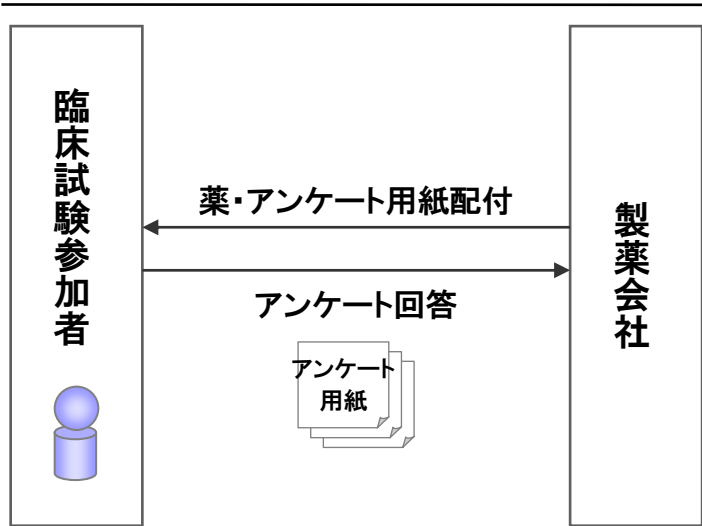 臨床試験参加者
薬・アンケート用紙配付
アンケート回答
アンケート
用紙
製薬会社